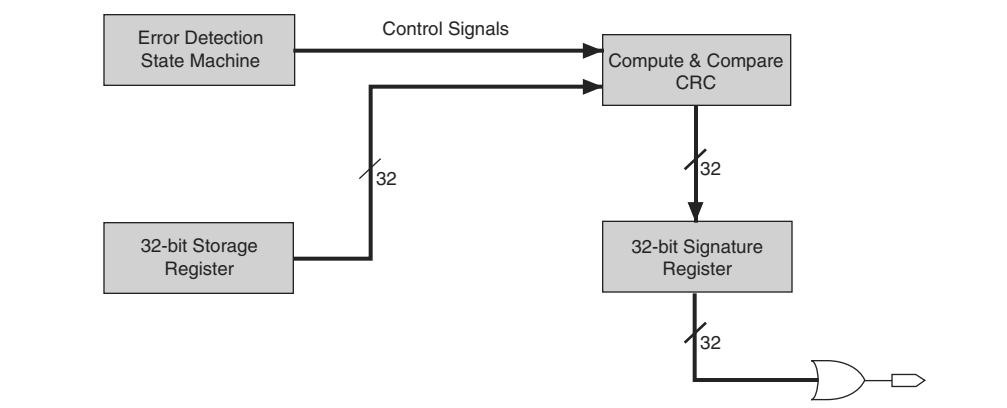 Error Detection
State Machine
Control Signals
Compute & Compare
CRC
32
32
32-bit Storage
Register
32-bit Signature
Register
32